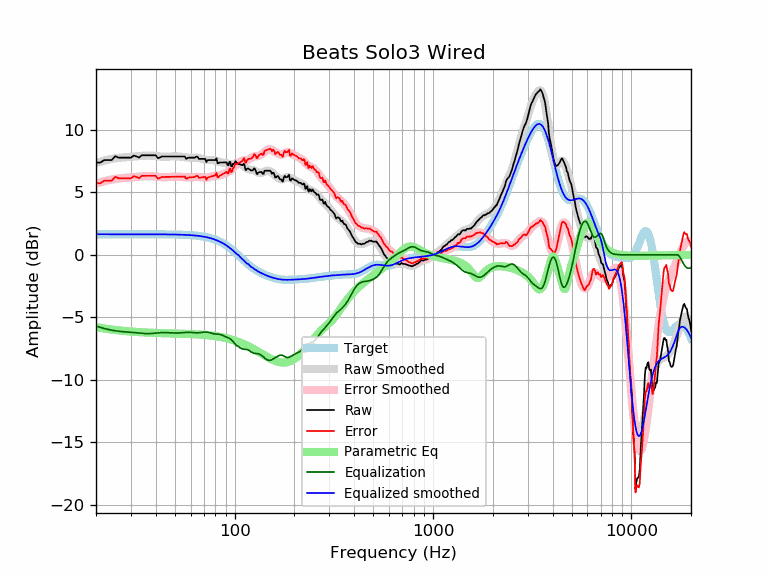 Beats Solo3 Wired
Amplitude (dBr)
10
5
0
−5
−10
−15
−20
Target
Raw Smoothed
Error Smoothed
Raw
Error
Parametric Eq
Equalization
Equalized smoothed
100 1000 10000
Frequency (Hz)